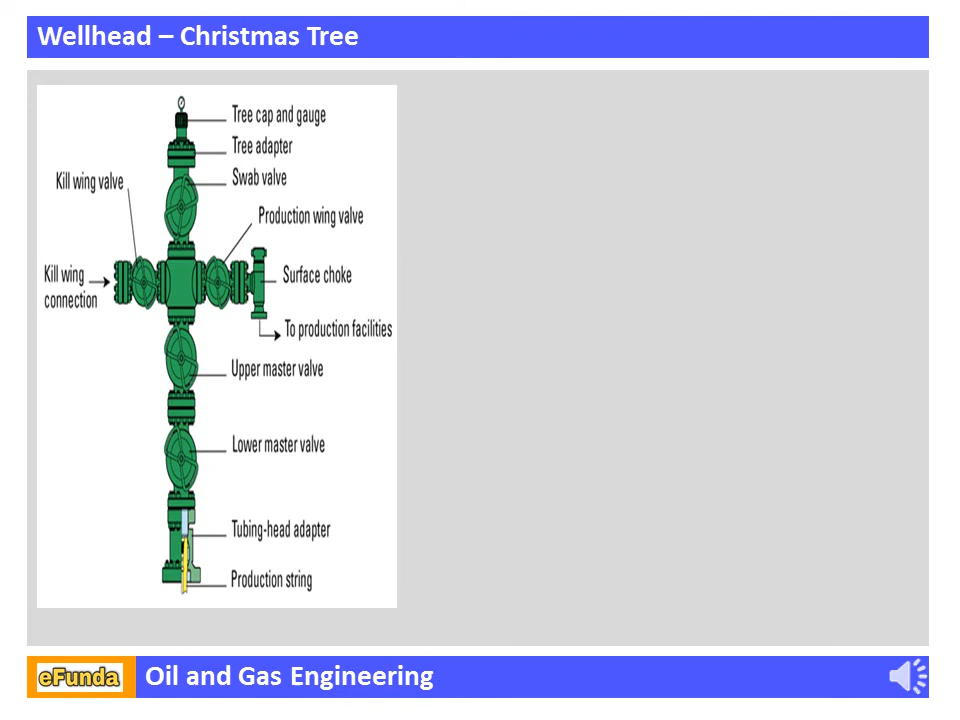 Wellhead – Christmas Tree
Tree cap and gauge
Tree adapter
Swab valve
Kill wing valve
Production wing valve
Kill wing
connection
Surface choke
To production facilities
Upper master valve
Lower master valve
Tubing-head adapter
Production string
eFunda
Oil and Gas Engineering